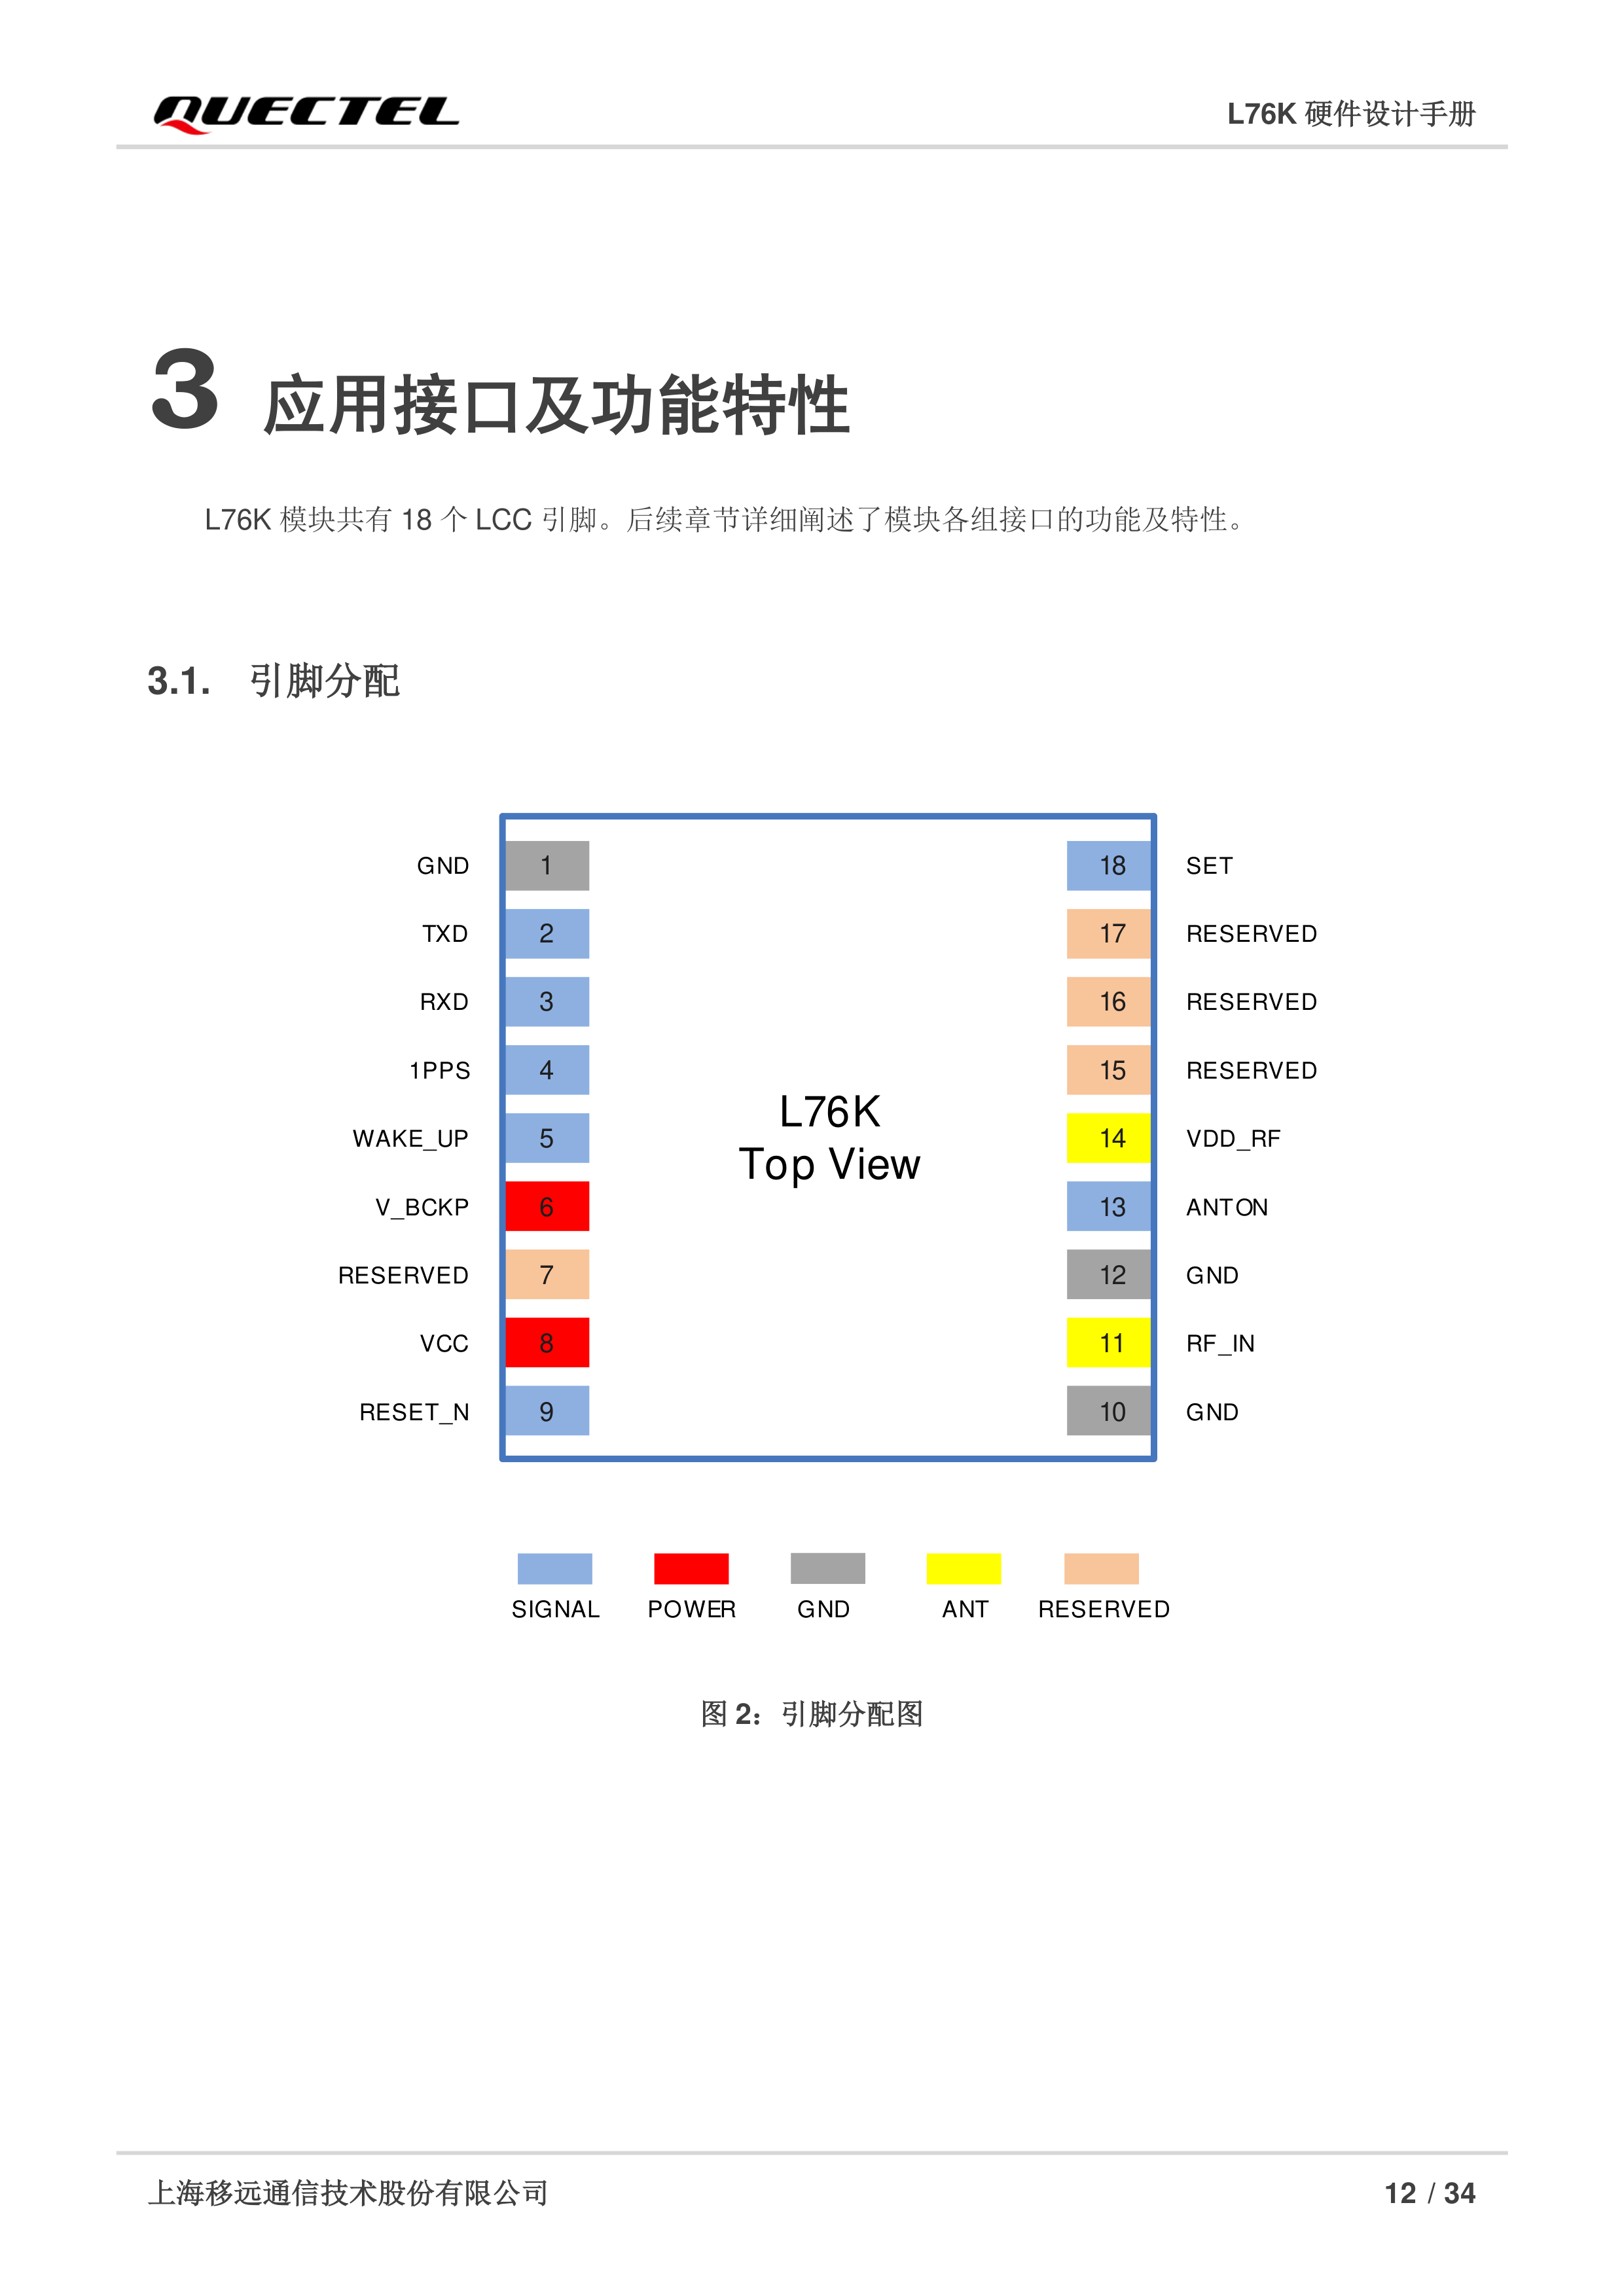 QUECTEL
L76K 硬件设计手册
3 应用接口及功能特性
L76K 模块共有 18 个 LCC 引脚。后续章节详细阐述了模块各组接口的功能及特性。
3.1. 引脚分配
GND 1 18 SET
TXD 2 17 RESERVED
RXD 3 16 RESERVED
1PPS 4 15 RESERVED
L76K
WAKE_UP 5 14 VDD_RF
Top View
V_BCKP 6 13 ANTON
RESERVED 7 12 GND
VCC 8 11 RF_IN
RESET_N 9 10 GND
SIGNAL POWER GND ANT RESERVED
图 2：引脚分配图
上海移远通信技术股份有限公司
12 / 34